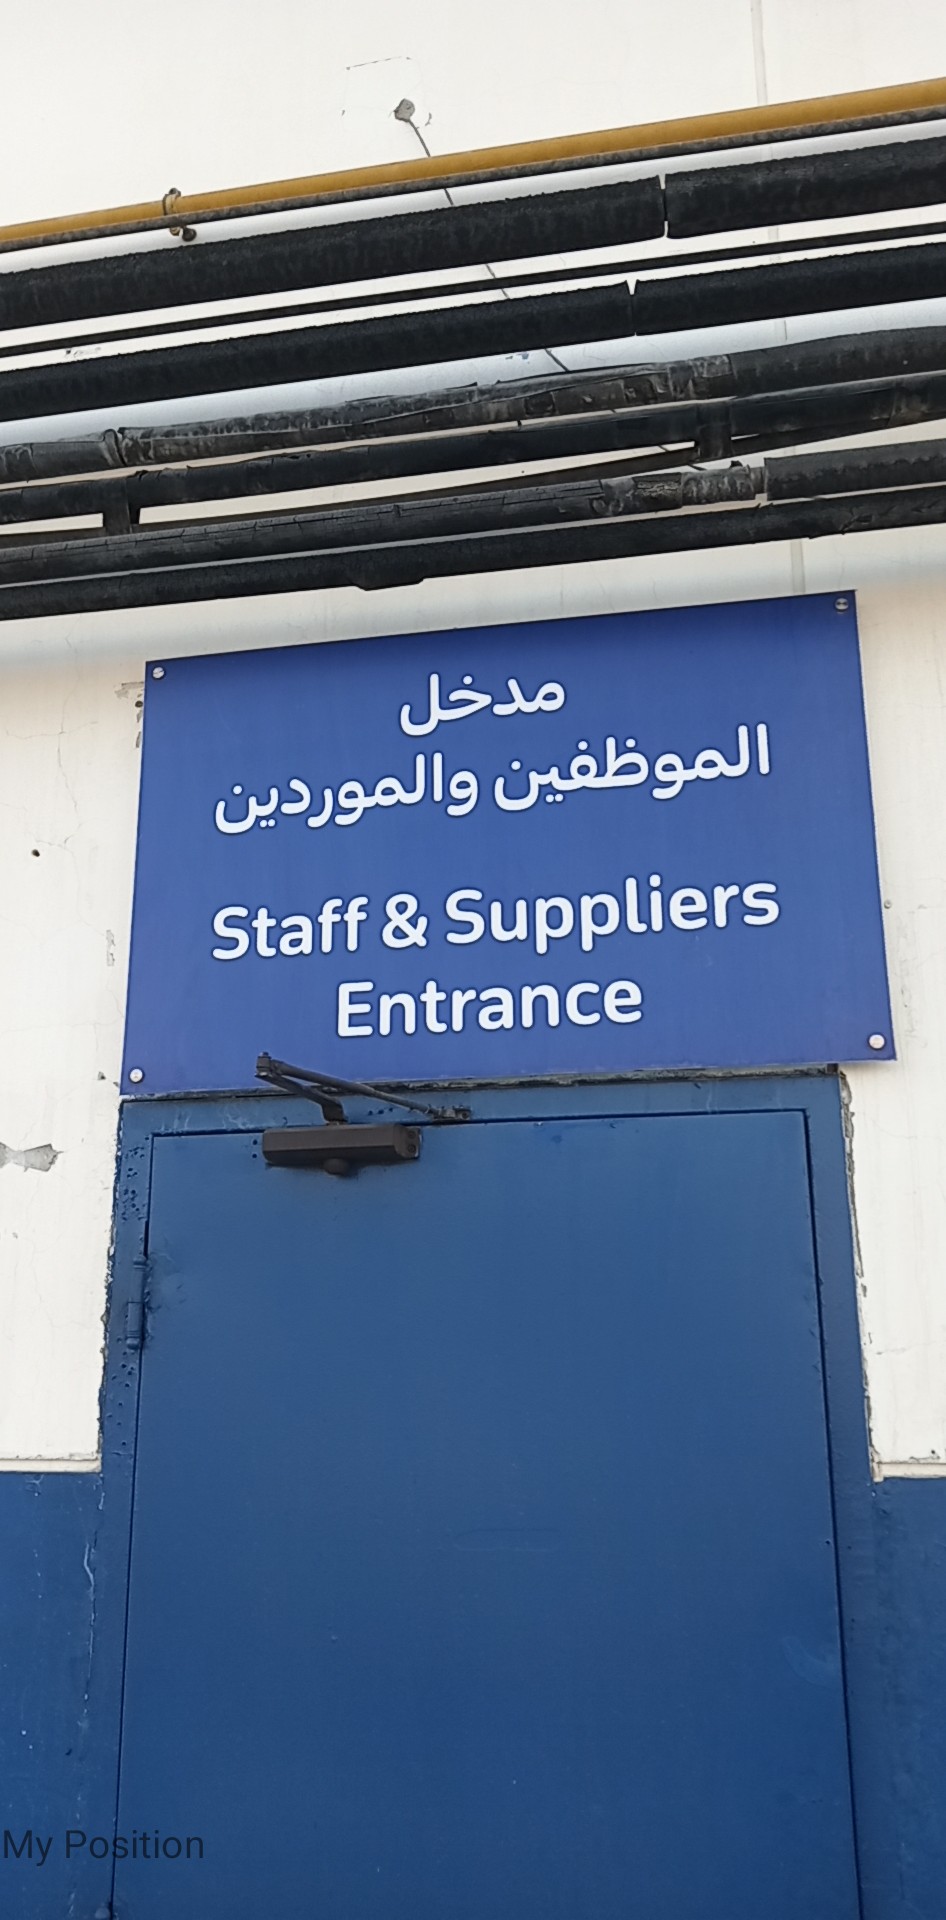 مدخل
الموظفين والموردين
Staff & Suppliers
Entrance
My Position